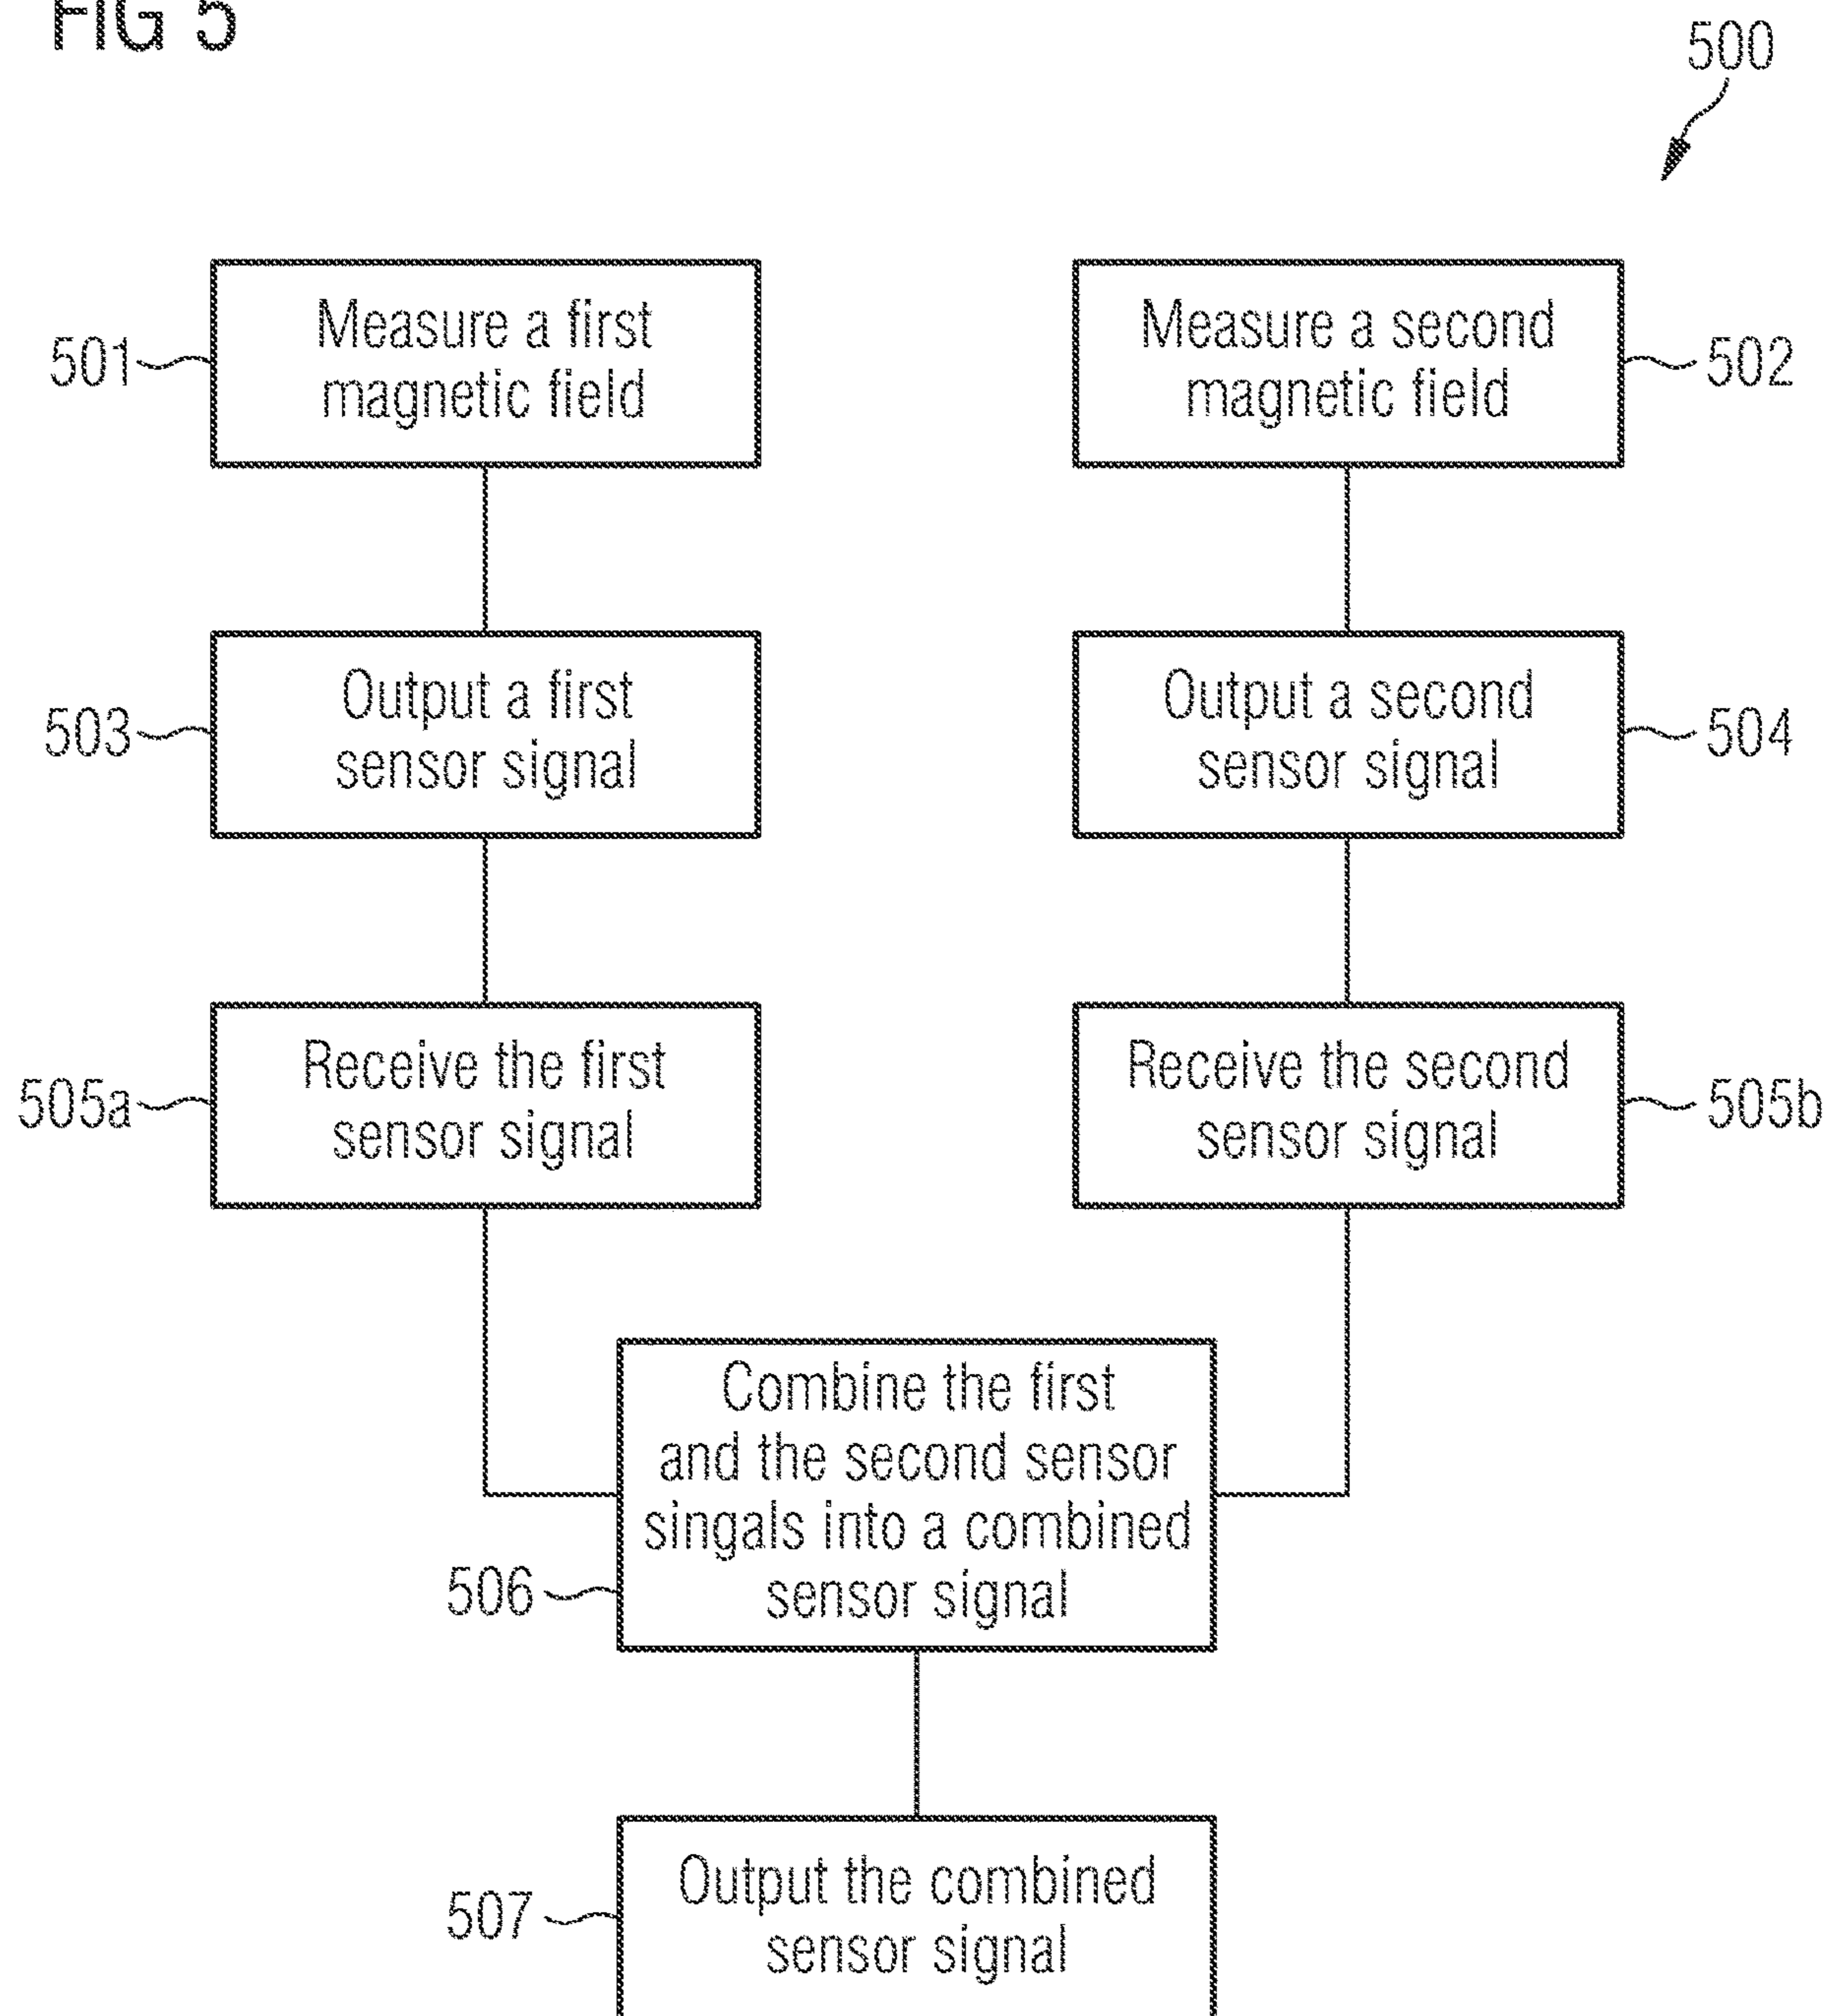 FIG 5
500
Measure a first
magnetic field
501
Measure a second
magnetic field
502
Output a first
sensor signal
503
Output a second
sensor signal
504
Receive the first
sensor signal
505a
Receive the second
sensor signal
505b
Combine the first
and the second sensor
singals into a combined
sensor signal
506
Output the combined
sensor signal
507